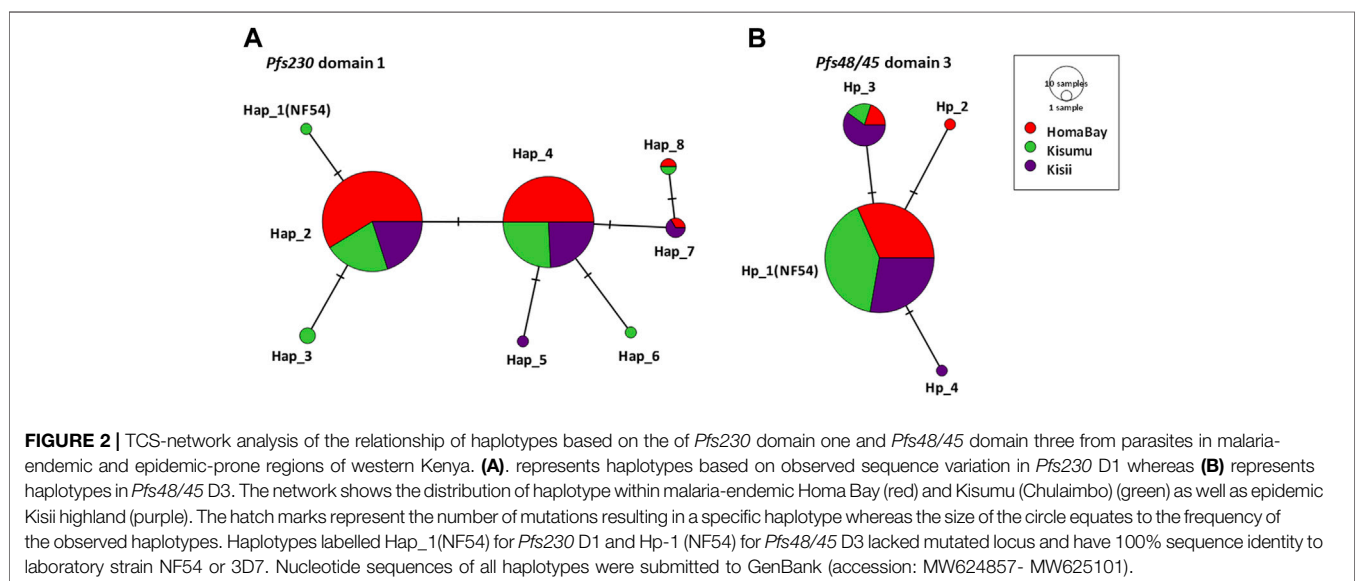 A
B
Pfs230 domain 1
Pfs48/45 domain 3
Hap_1(NF54)
Hap_2
Hap_3
Hap_4
Hap_5
Hap_6
Hap_7
Hap_8
Hp_3
Hp_2
Hp_1(NF54)
Hp_4
10 samples
1 sample
HomaBay
Kisumu
Kisii
FIGURE 2 | TCS-network analysis of the relationship of haplotypes based on the of Pfs230 domain one and Pfs48/45 domain three from parasites in malaria-
endemic and epidemic-prone regions of western Kenya. (A). represents haplotypes based on observed sequence variation in Pfs230 D1 whereas (B) represents
haplotypes in Pfs48/45 D3. The network shows the distribution of haplotype within malaria-endemic Homa Bay (red) and Kisumu (Chulaimbo) (green) as well as epidemic
Kisii highland (purple). The hatch marks represent the number of mutations resulting in a specific haplotype whereas the size of the circle equates to the frequency of
the observed haplotypes. Haplotypes labelled Hap_1(NF54) for Pfs230 D1 and Hp-1 (NF54) for Pfs48/45 D3 lacked mutated locus and have 100% sequence identity to
laboratory strain NF54 or 3D7. Nucleotide sequences of all haplotypes were submitted to GenBank (accession: MW624857- MW625101).